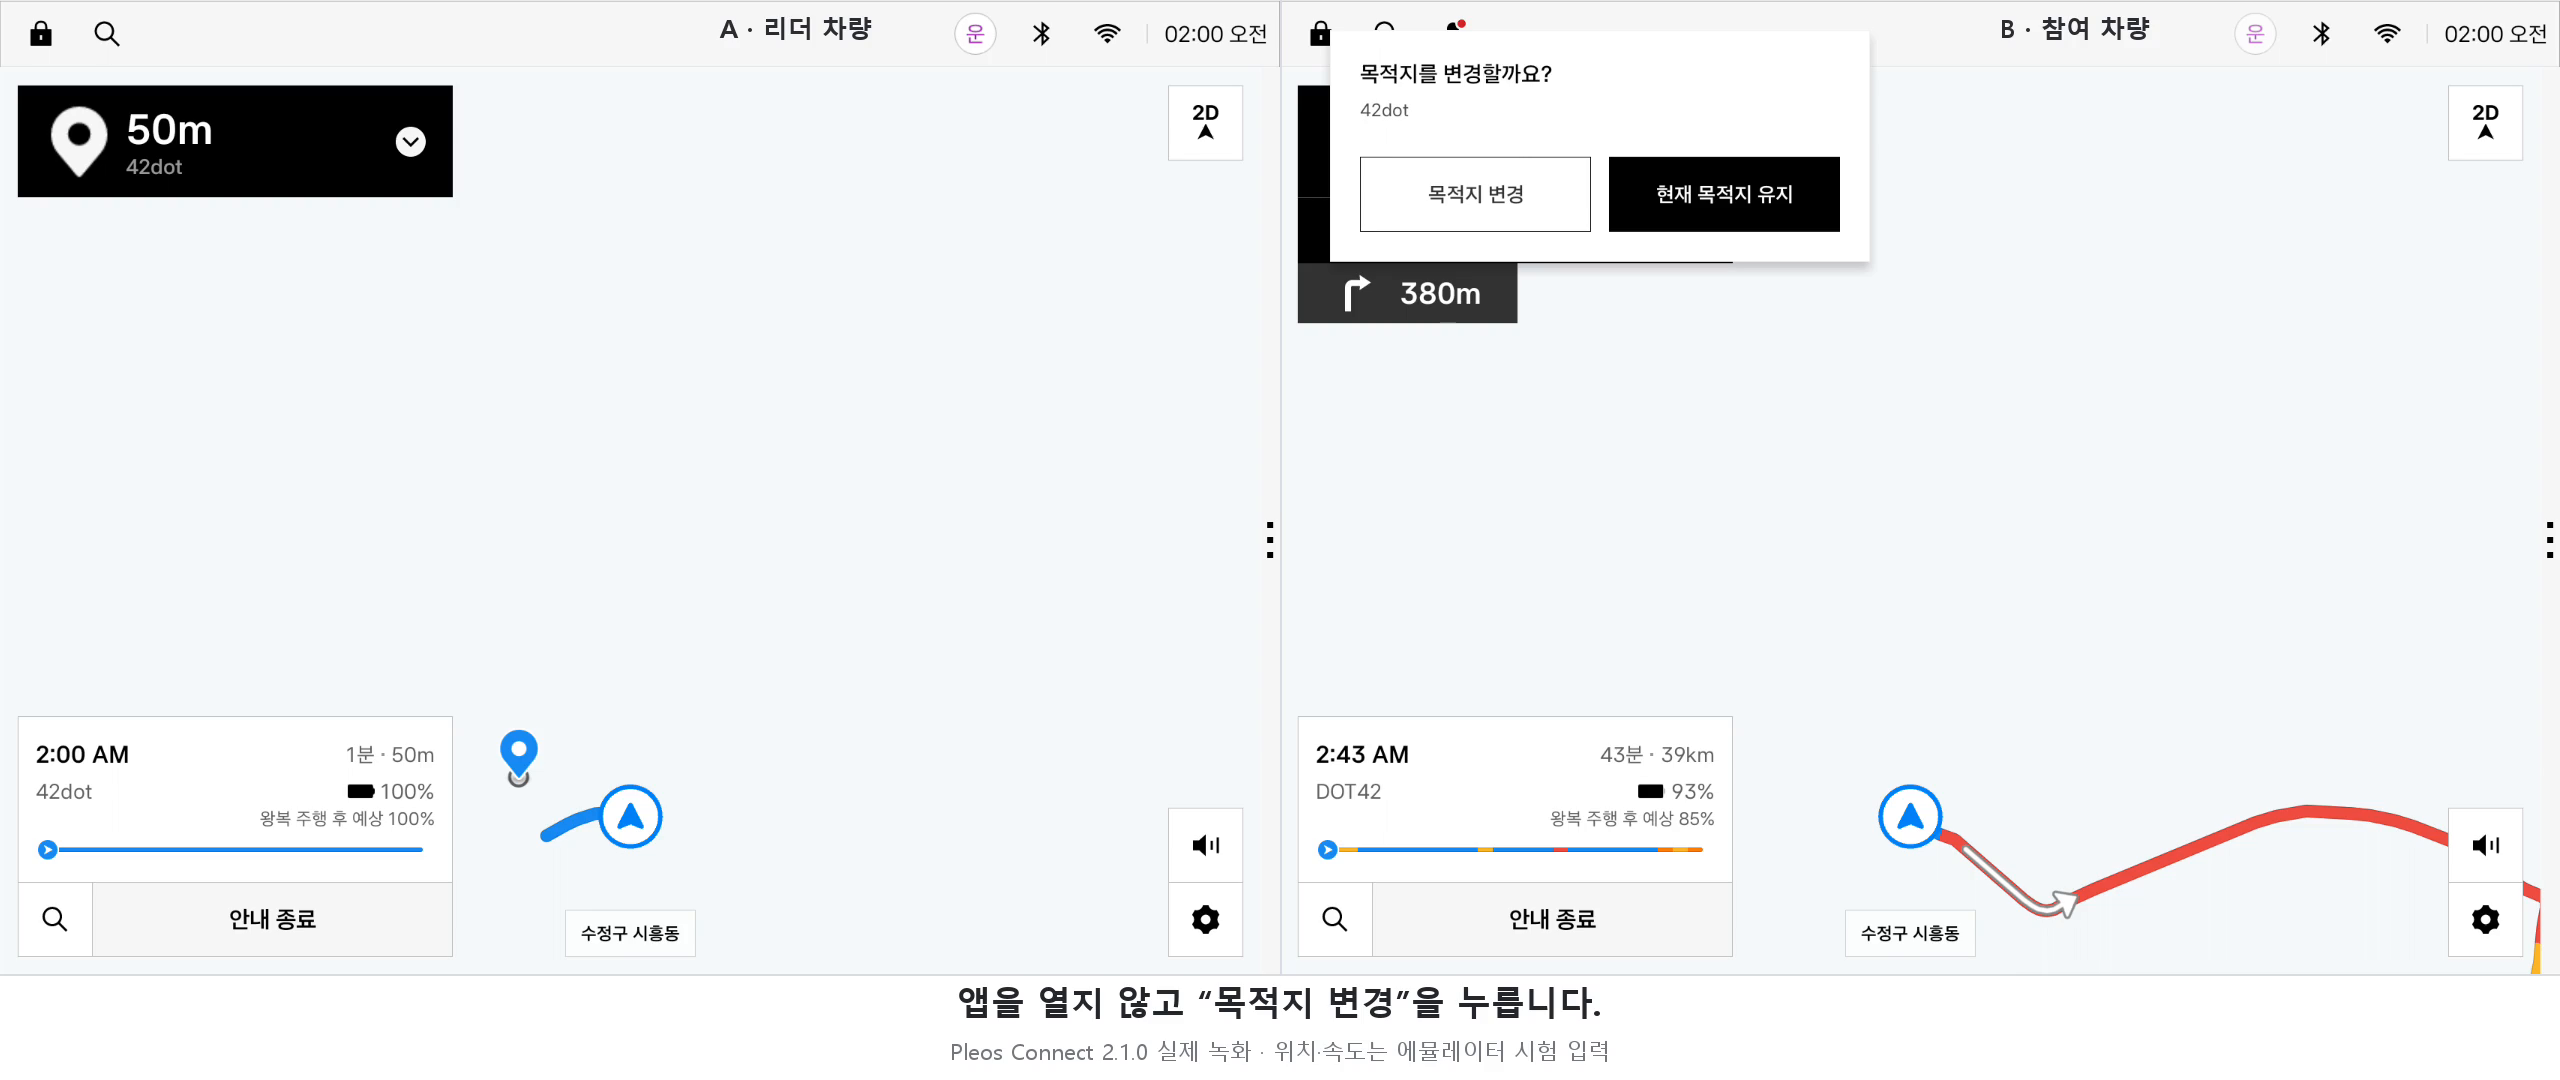 A · 리더 차량
운
02:00 오전
50m
42dot
2D
2:00 AM
1분 · 50m
42dot
100%
왕복 주행 후 예상 100%
안내 종료
수정구 시흥동
B · 참여 차량
운
02:00 오전
목적지를 변경할까요?
42dot
목적지 변경
현재 목적지 유지
380m
2D
2:43 AM
43분 · 39km
DOT42
93%
왕복 주행 후 예상 85%
안내 종료
수정구 시흥동
앱을 열지 않고 “목적지 변경”을 누릅니다.
Pleos Connect 2.1.0 실제 녹화 · 위치·속도는 에뮬레이터 시험 입력